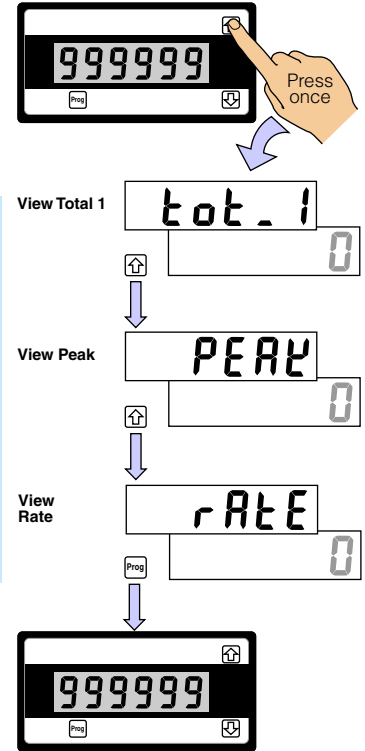 999999
Prog
Press
once
View Total 1
tot_1
0
View Peak
PEAK
0
View
Rate
rAtE
0
Prog
999999
Prog